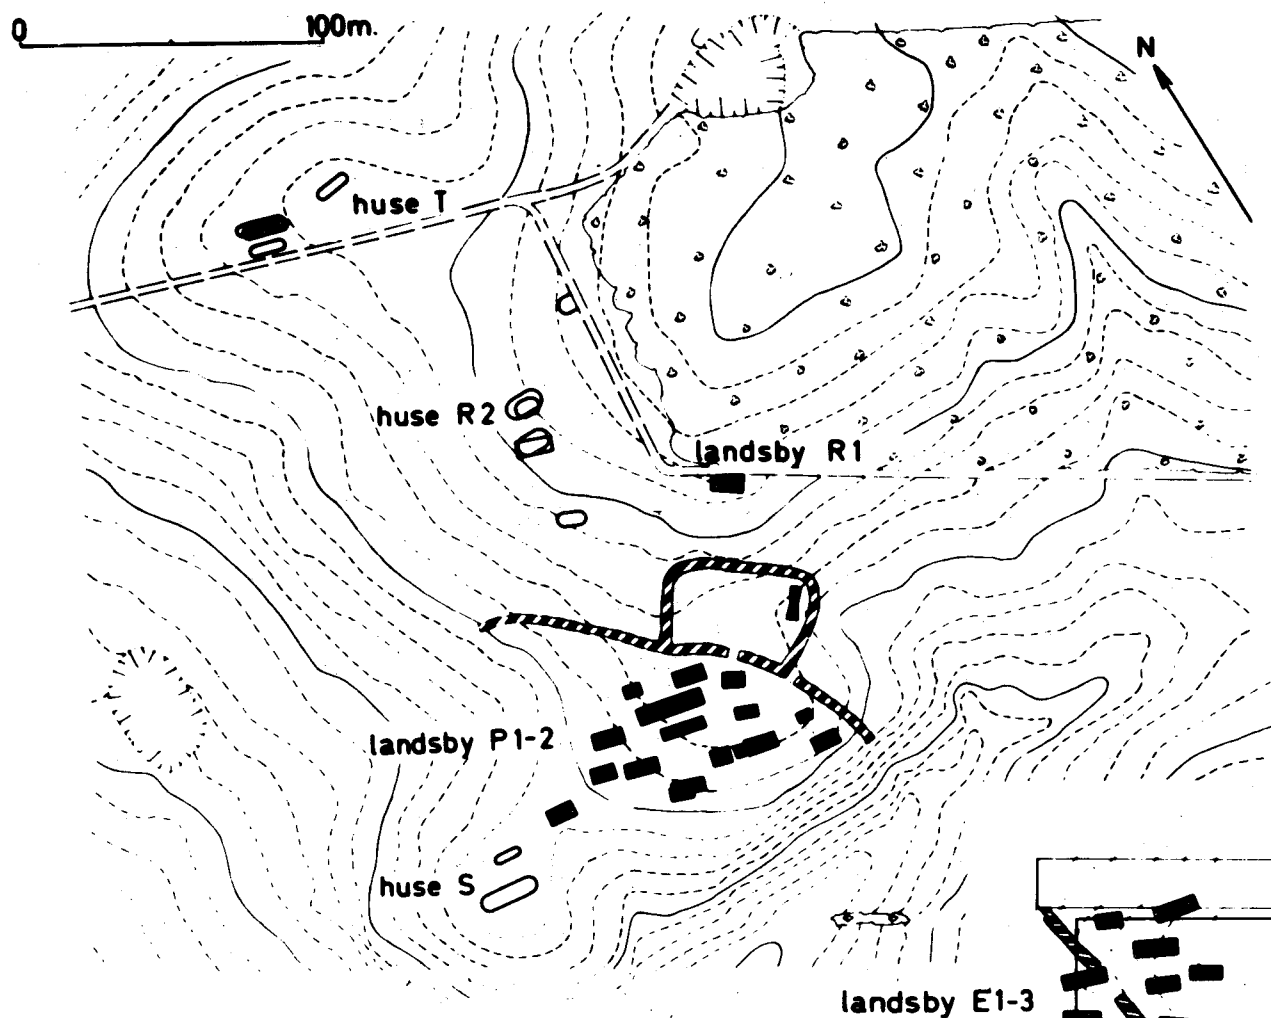 0 100m.
N
huse T
huse R2
landsby R1
landsby P1-2
huse S
landsby E1-3